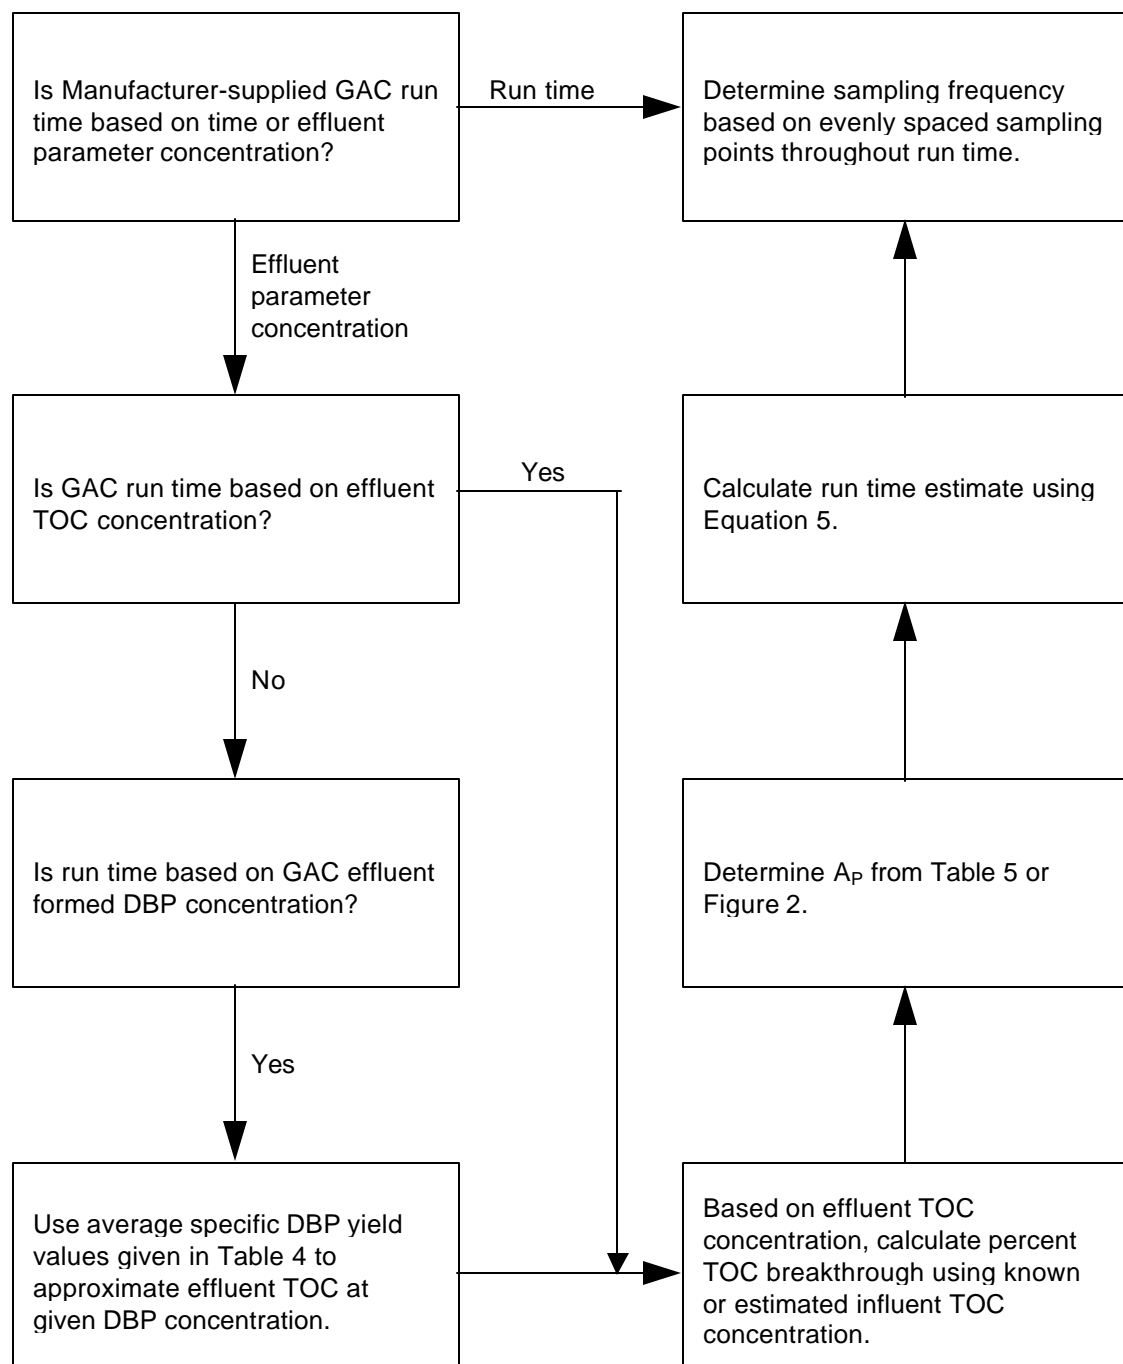 Is Manufacturer-supplied GAC run
time based on time or effluent
parameter concentration?
Run time
Determine sampling frequency
based on evenly spaced sampling
points throughout run time.
Effluent
parameter
concentration
Is GAC run time based on effluent
TOC concentration?
Yes
Calculate run time estimate using
Equation 5.
No
Is run time based on GAC effluent
formed DBP concentration?
Determine AP from Table 5 or
Figure 2.
Yes
Use average specific DBP yield
values given in Table 4 to
approximate effluent TOC at
given DBP concentration.
Based on effluent TOC
concentration, calculate percent
TOC breakthrough using known
or estimated influent TOC
concentration.